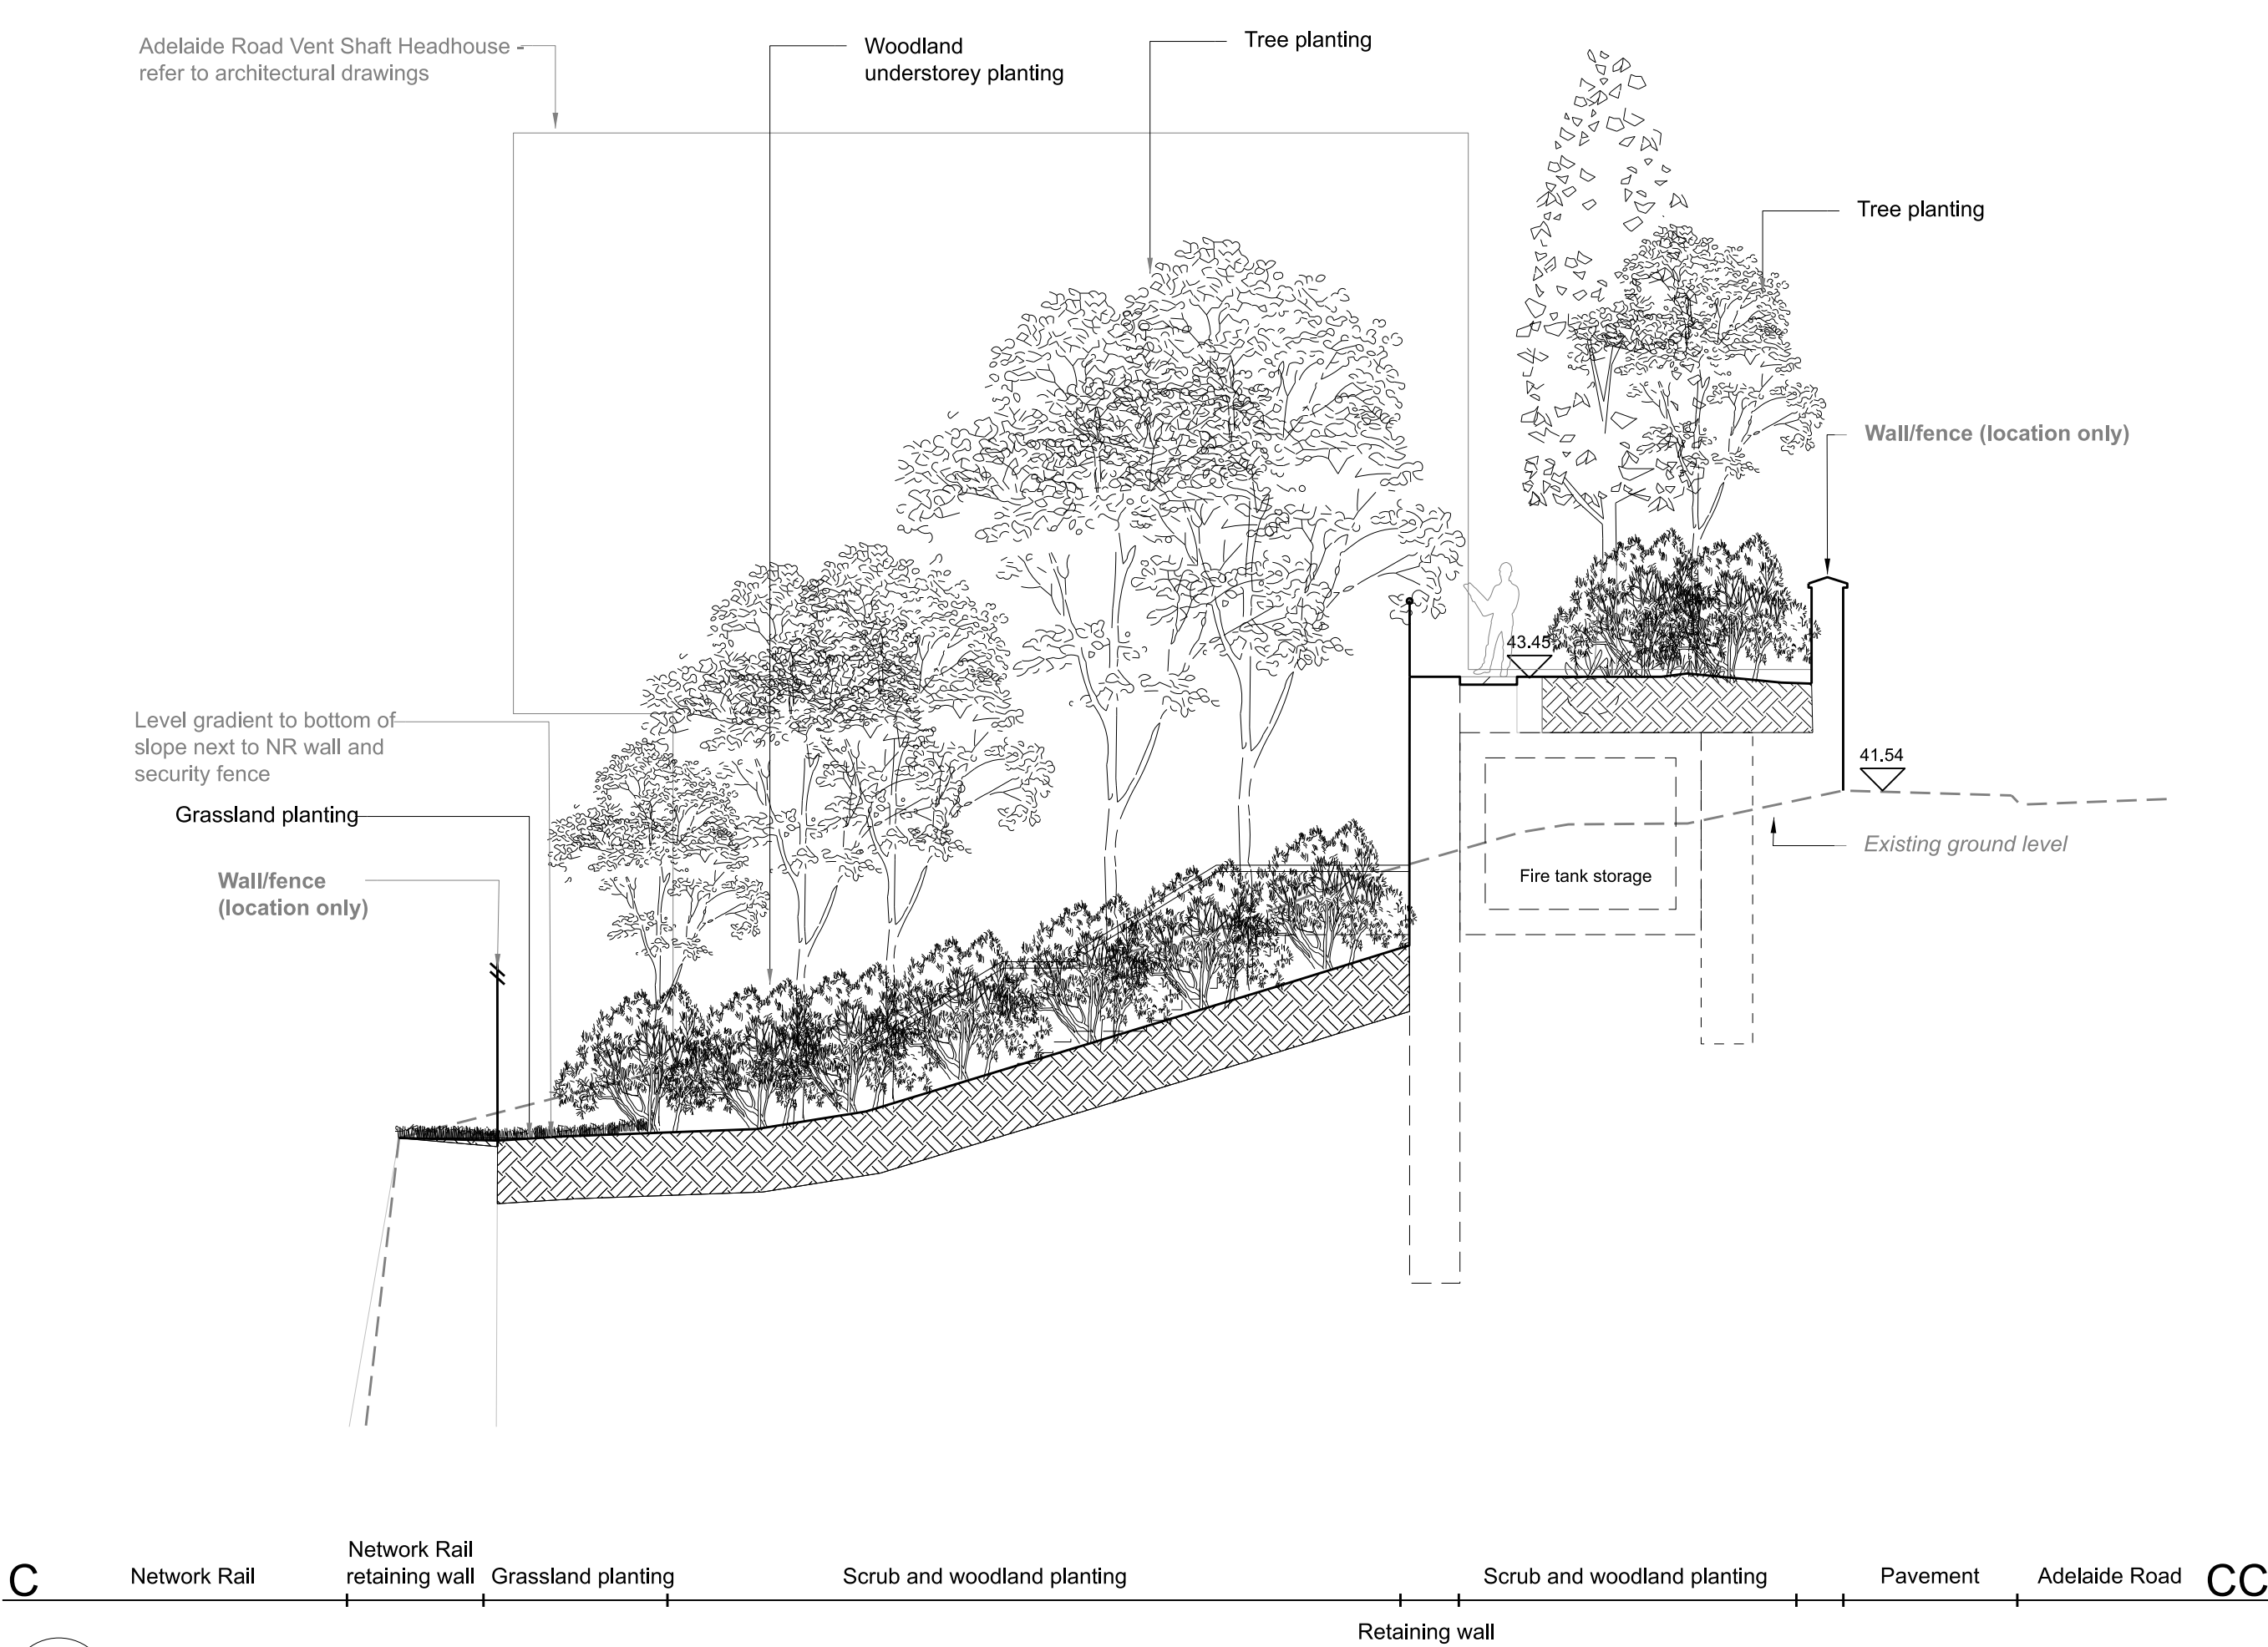 Adelaide Road Vent Shaft Headhouse -
refer to architectural drawings
Woodland
understorey planting
Tree planting
Tree planting
Wall/fence (location only)
43.45
Level gradient to bottom of
slope next to NR wall and
security fence
41.54
Grassland planting
Existing ground level
Wall/fence
(location only)
Fire tank storage
C
Network Rail
Network Rail
retaining wall
Grassland planting
Scrub and woodland planting
Scrub and woodland planting
Pavement
Adelaide Road
CC
Retaining wall